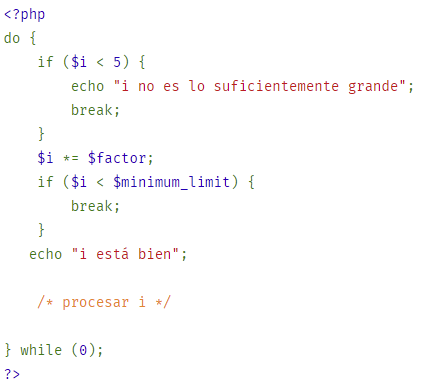 <?php
do {
    if ($i < 5) {
        echo "i no es lo suficientemente grande";
        break;
    }
    $i *= $factor;
    if ($i < $minimum_limit) {
        break;
    }
   echo "i está bien";

    /* procesar i */

} while (0);
?>